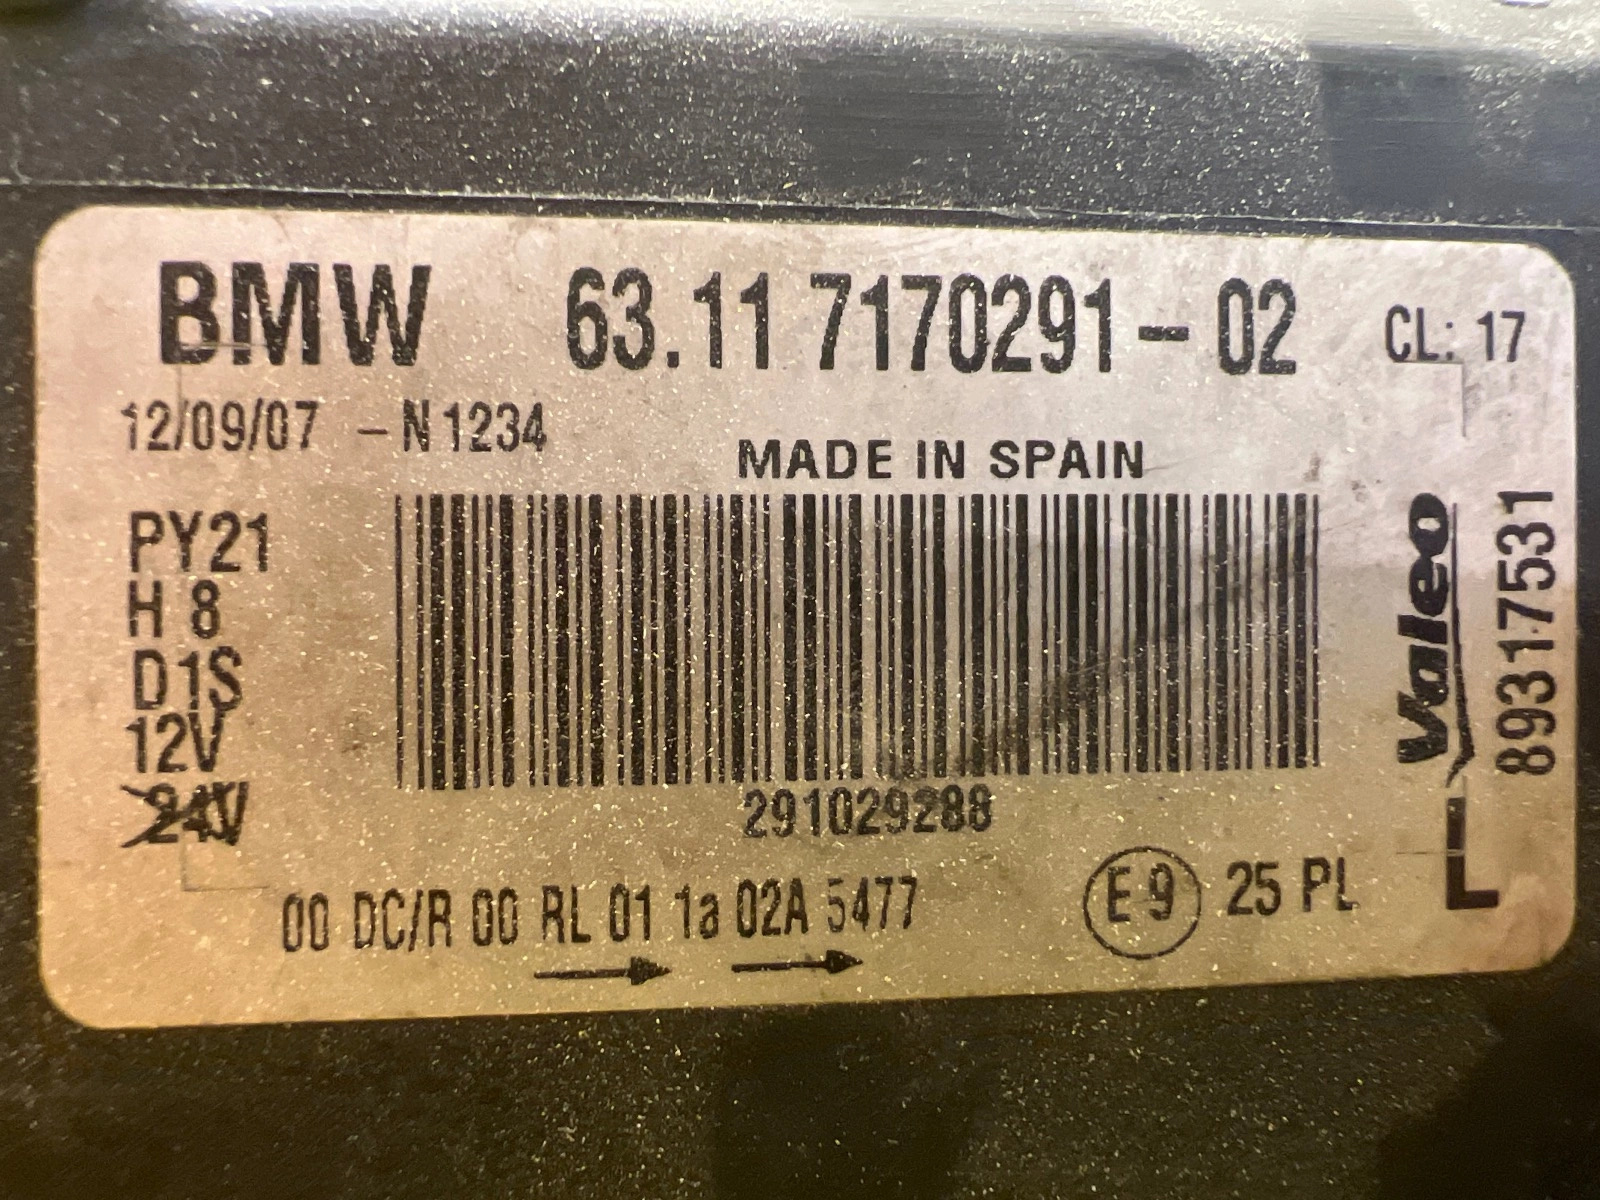 BMW 63.11 7170291-02 CL: 17
12/09/07 -N1234
MADE IN SPAIN
PY21
H 8
D1S
12V
24V
291029288
00 DC/R 00 RL 01 1a 02A 5477
E9 25 PL
Valeo
89317531
L